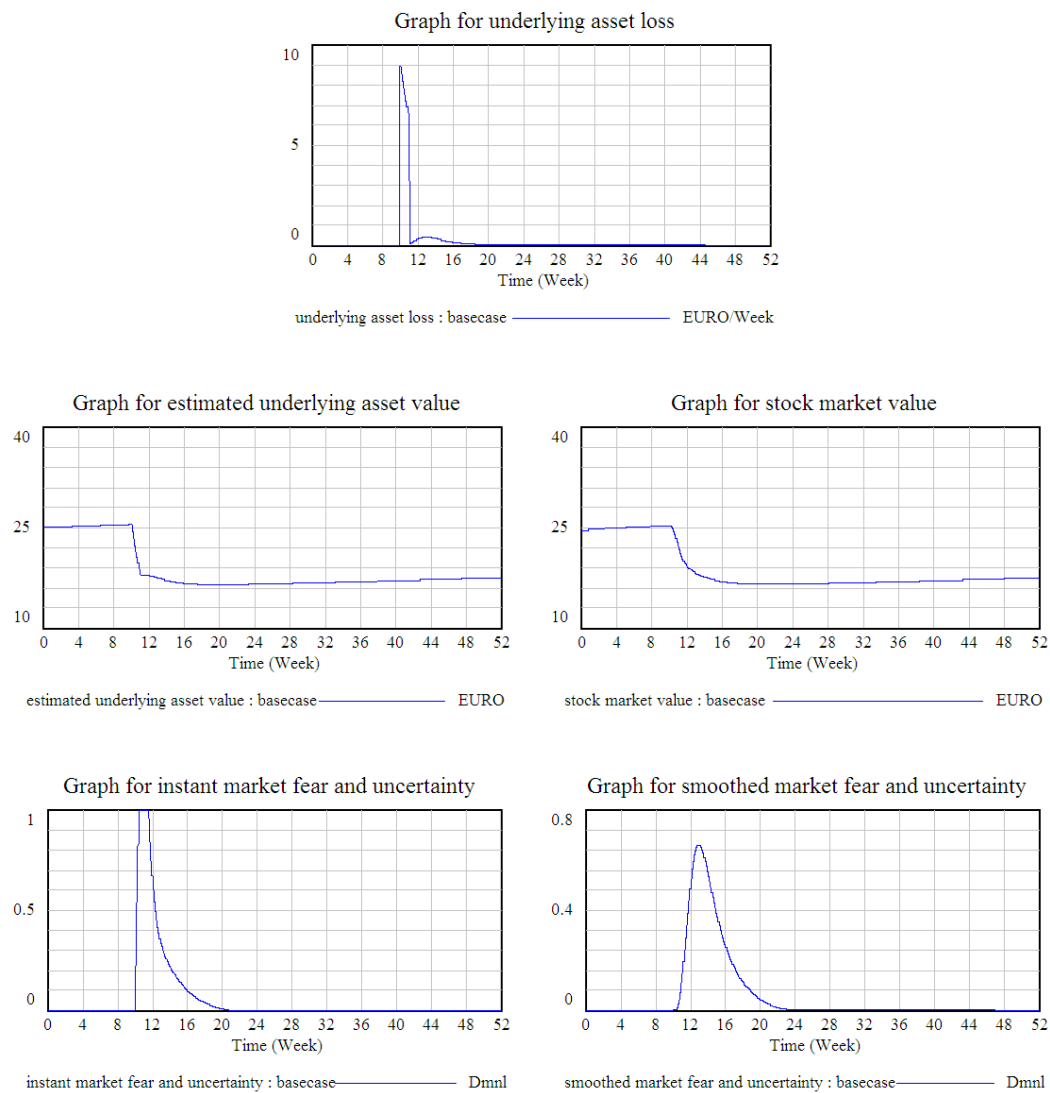 Graph for underlying asset loss
10
5
0
0 4 8 12 16 20 24 28 32 36 40 44 48 52
Time (Week)
underlying asset loss : basecase EURO/Week
Graph for estimated underlying asset value
40
25
10
0 4 8 12 16 20 24 28 32 36 40 44 48 52
Time (Week)
estimated underlying asset value : basecase EURO
Graph for stock market value
40
25
10
0 4 8 12 16 20 24 28 32 36 40 44 48 52
Time (Week)
stock market value : basecase EURO
Graph for instant market fear and uncertainty
1
0.5
0
0 4 8 12 16 20 24 28 32 36 40 44 48 52
Time (Week)
instant market fear and uncertainty : basecase Dmnl
Graph for smoothed market fear and uncertainty
0.8
0.4
0
0 4 8 12 16 20 24 28 32 36 40 44 48 52
Time (Week)
smoothed market fear and uncertainty : basecase Dmnl